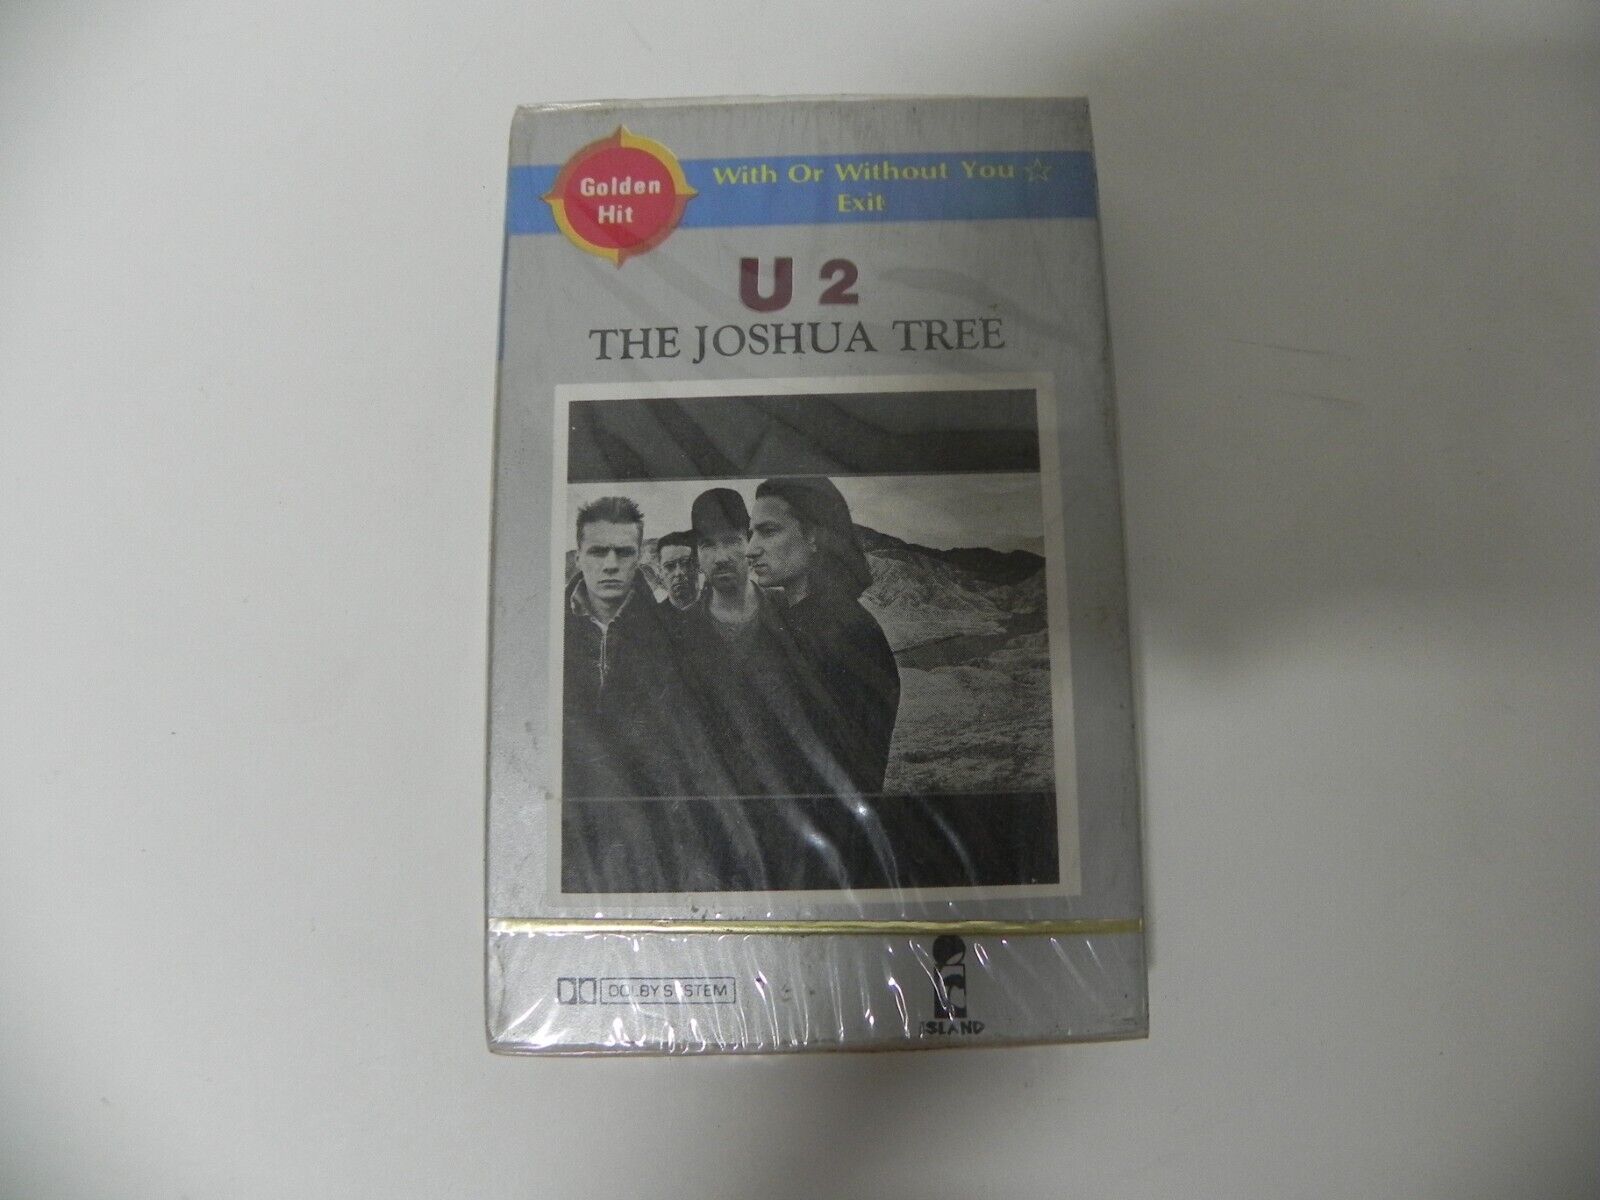 Golden
Hit
With Or Without You ☆
Exit
U 2
THE JOSHUA TREE
DOLBY SYSTEM
ISLAND